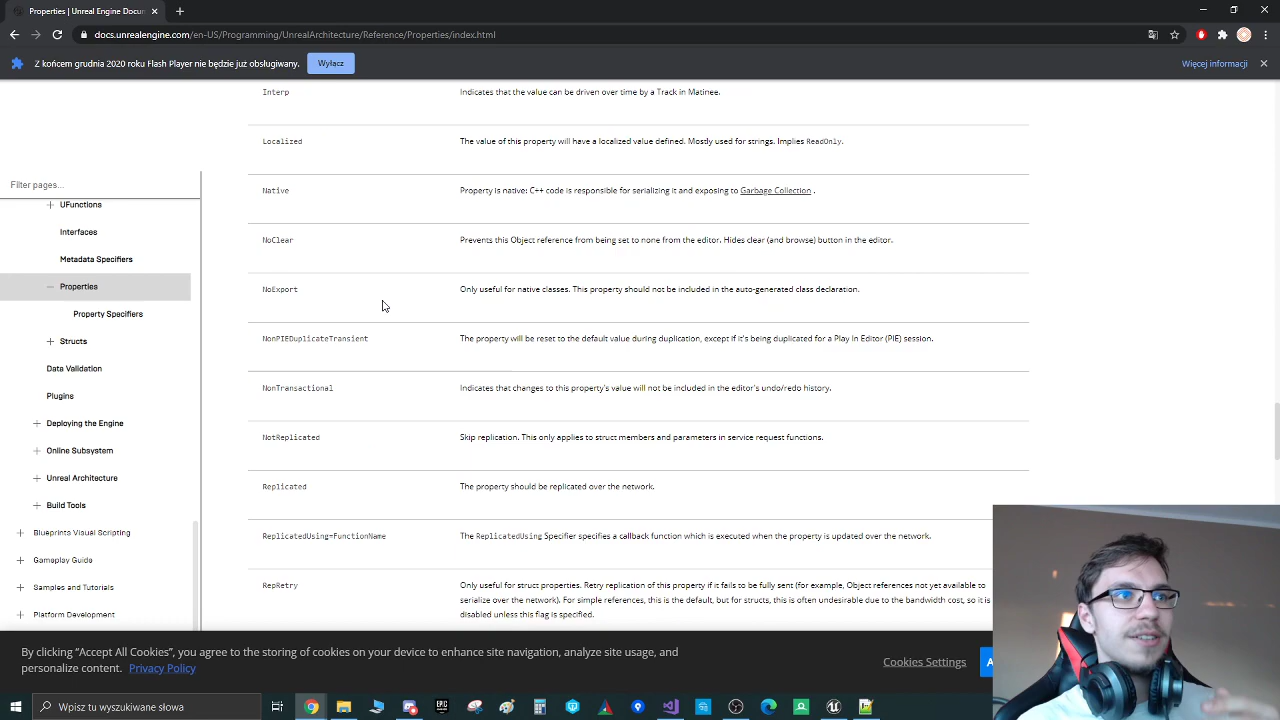 Properties | Unreal Engine Docu
docs.unrealengine.com/en-US/Programming/UnrealArchitecture/Reference/Properties/index.html
Z końcem grudnia 2020 roku Flash Player nie będzie już obsługiwany.
Wyłącz
Więcej informacji
Filter pages...
UFunctions
Interfaces
Metadata Specifiers
Properties
Property Specifiers
Structs
Data Validation
Plugins
Deploying the Engine
Online Subsystem
Unreal Architecture
Build Tools
Blueprints Visual Scripting
Gameplay Guide
Samples and Tutorials
Platform Development
Interp
Indicates that the value can be driven over time by a Track in Matinee.
Localized
The value of this property will have a localized value defined. Mostly used for strings. Implies ReadOnly.
Native
Property is native: C++ code is responsible for serializing it and exposing to Garbage Collection .
NoClear
Prevents this Object reference from being set to none from the editor. Hides clear (and browse) button in the editor.
NoExport
Only useful for native classes. This property should not be included in the auto-generated class declaration.
NonPIEDuplicateTransient
The property will be reset to the default value during duplication, except if it's being duplicated for a Play In Editor (PIE) session.
NonTransactional
Indicates that changes to this property's value will not be included in the editor's undo/redo history.
NotReplicated
Skip replication. This only applies to struct members and parameters in service request functions.
Replicated
The property should be replicated over the network.
ReplicatedUsing=FunctionName
The ReplicatedUsing Specifier specifies a callback function which is executed when the property is updated over the network.
RepRetry
Only useful for struct properties. Retry replication of this property if it fails to be fully sent (for example, Object references not yet available to
serialize over the network). For simple references, this is the default, but for structs, this is often undesirable due to the bandwidth cost, so it is
disabled unless this flag is specified.
By clicking “Accept All Cookies”, you agree to the storing of cookies on your device to enhance site navigation, analyze site usage, and
personalize content. Privacy Policy
Cookies Settings
A
Wpisz tu wyszukiwane słowa